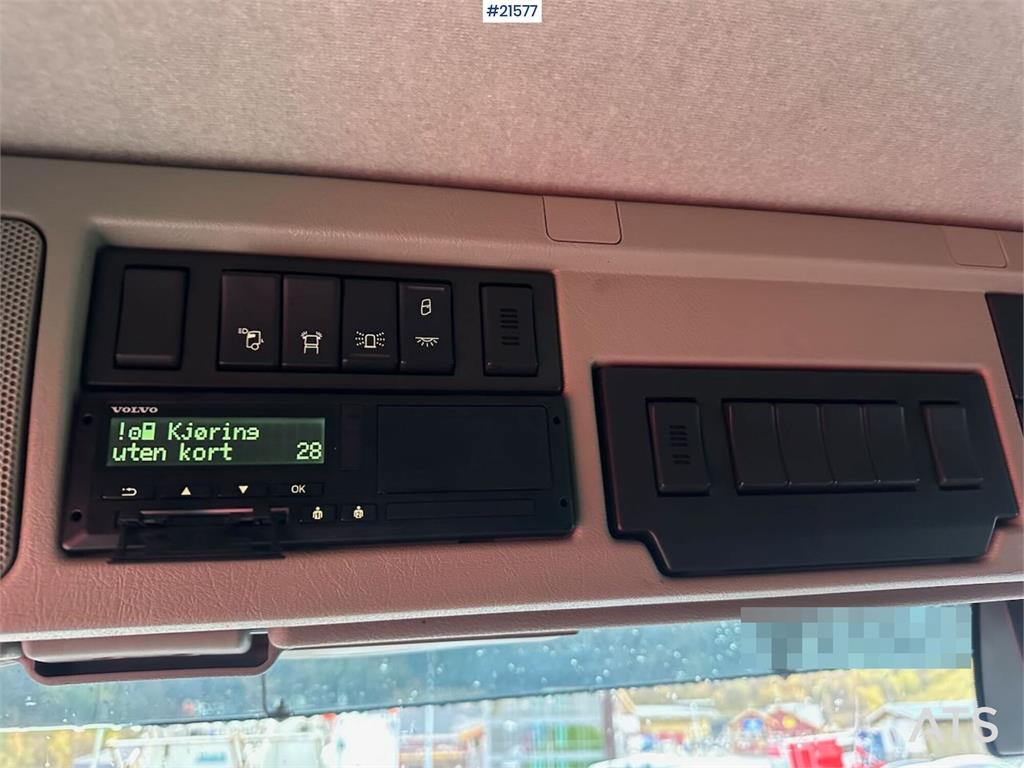 #21577
VOLVO
! Kjøring
uten kort 28
OK
ATS